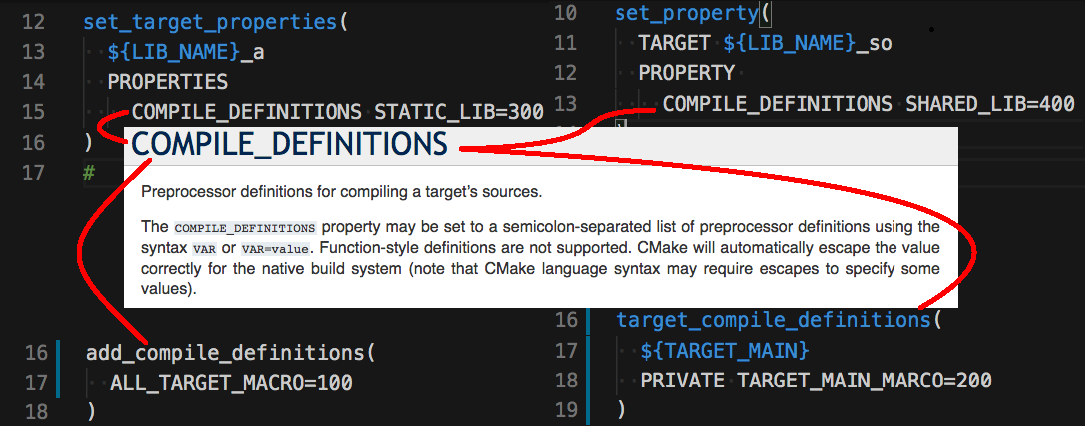 12 set_target_properties(
13 ${LIB_NAME}_a
14 PROPERTIES
15 COMPILE_DEFINITIONS STATIC_LIB=300
16 )
17 #
10 set_property(
11 TARGET ${LIB_NAME}_so
12 PROPERTY
13 COMPILE_DEFINITIONS SHARED_LIB=400
COMPILE_DEFINITIONS
Preprocessor definitions for compiling a target's sources.
The COMPILE_DEFINITIONS property may be set to a semicolon-separated list of preprocessor definitions using the
syntax VAR or VAR=value. Function-style definitions are not supported. CMake will automatically escape the value
correctly for the native build system (note that CMake language syntax may require escapes to specify some
values).
16 add_compile_definitions(
17 ALL_TARGET_MACRO=100
18 )
16 target_compile_definitions(
17 ${TARGET_MAIN}
18 PRIVATE TARGET_MAIN_MARCO=200
19 )